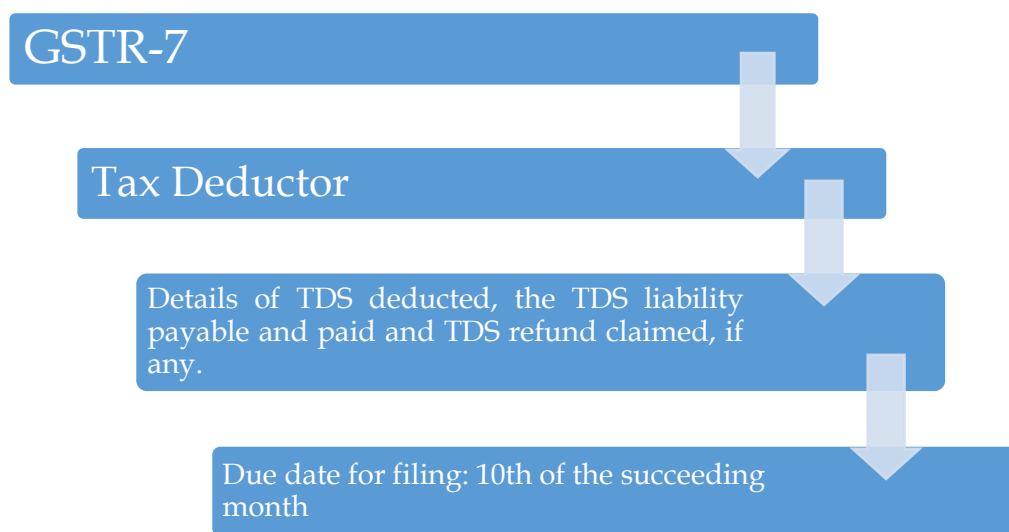 GSTR-7
Tax Deductor
Details of TDS deducted, the TDS liability
payable and paid and TDS refund claimed, if
any.
Due date for filing: 10th of the succeeding
month